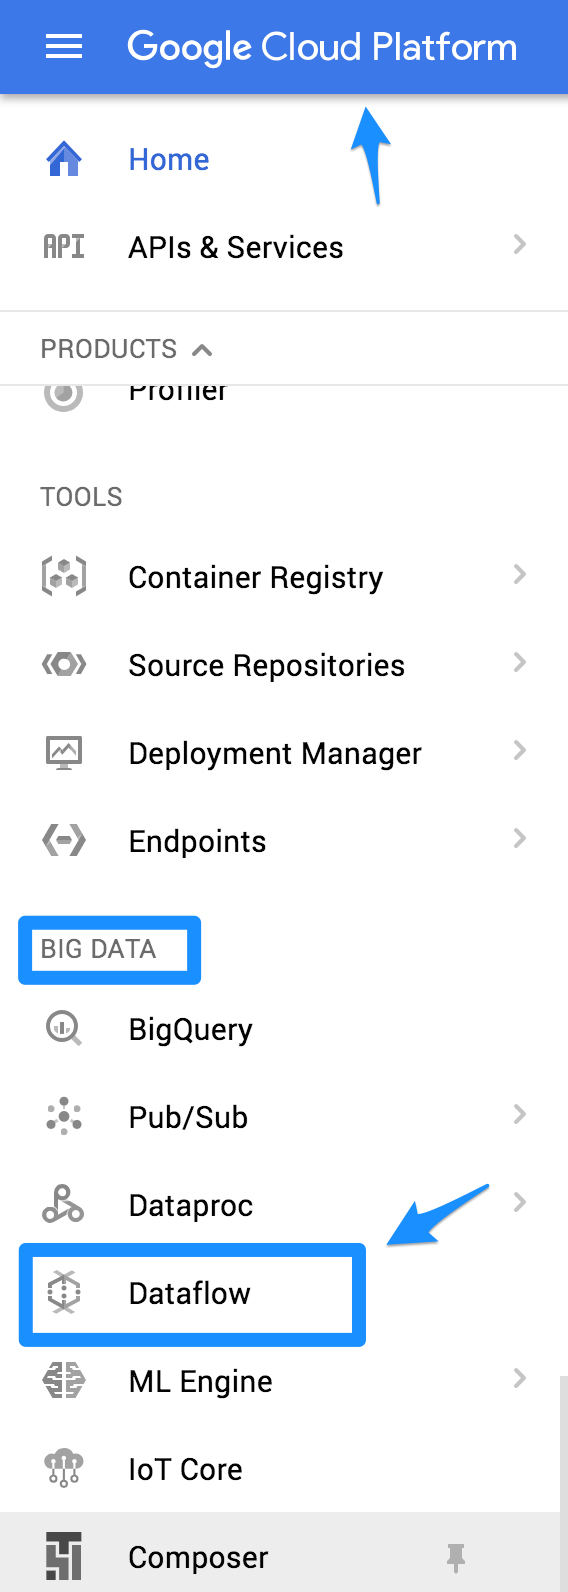 Google Cloud Platform
Home
API APIs & Services
PRODUCTS
Profiler
TOOLS
Container Registry
Source Repositories
Deployment Manager
Endpoints
BIG DATA
BigQuery
Pub/Sub
Dataproc
Dataflow
ML Engine
IoT Core
Composer